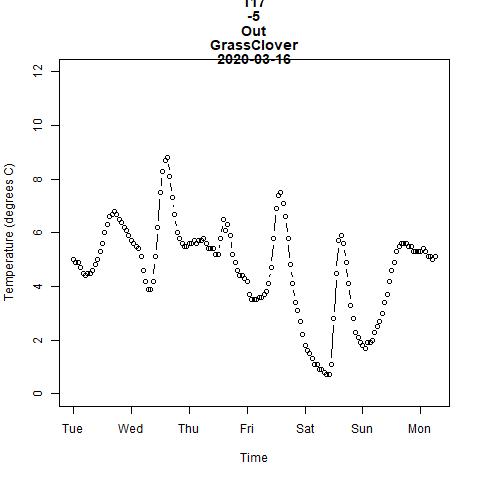 T17
-5
Out
GrassClover
2020-03-16
Temperature (degrees C)
12
10
8
6
4
2
0
Tue Wed Thu Fri Sat Sun Mon
Time